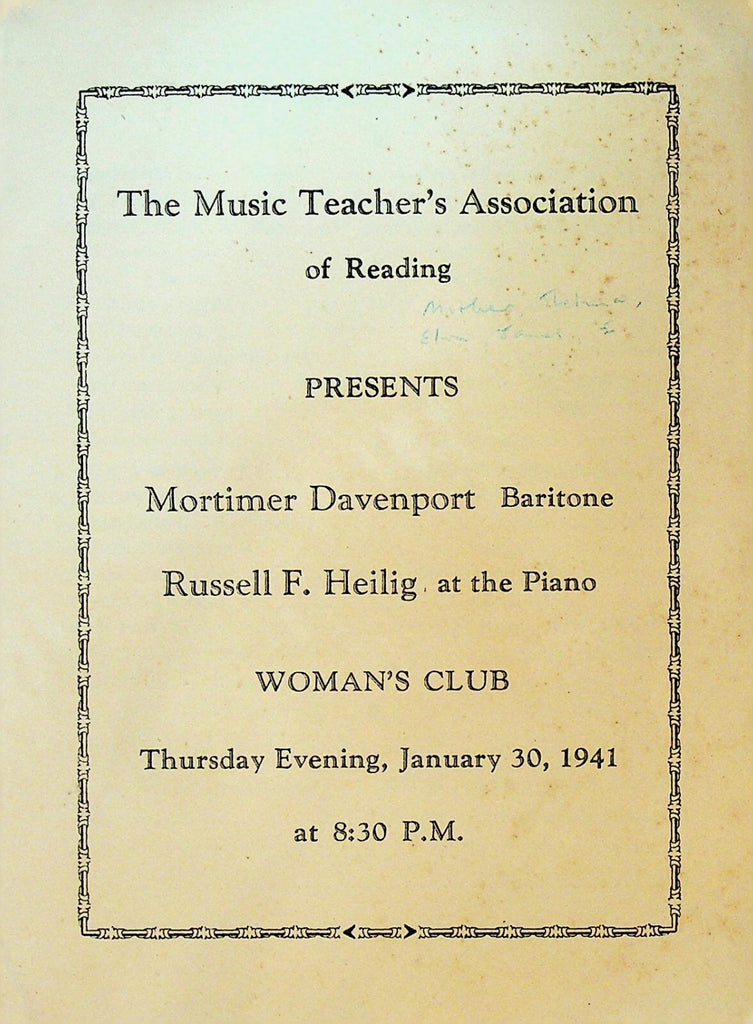 The Music Teacher's Association
of Reading
PRESENTS
Mortimer Davenport Baritone
Russell F. Heilig, at the Piano
WOMAN'S CLUB
Thursday Evening, January 30, 1941
at 8:30 P.M.